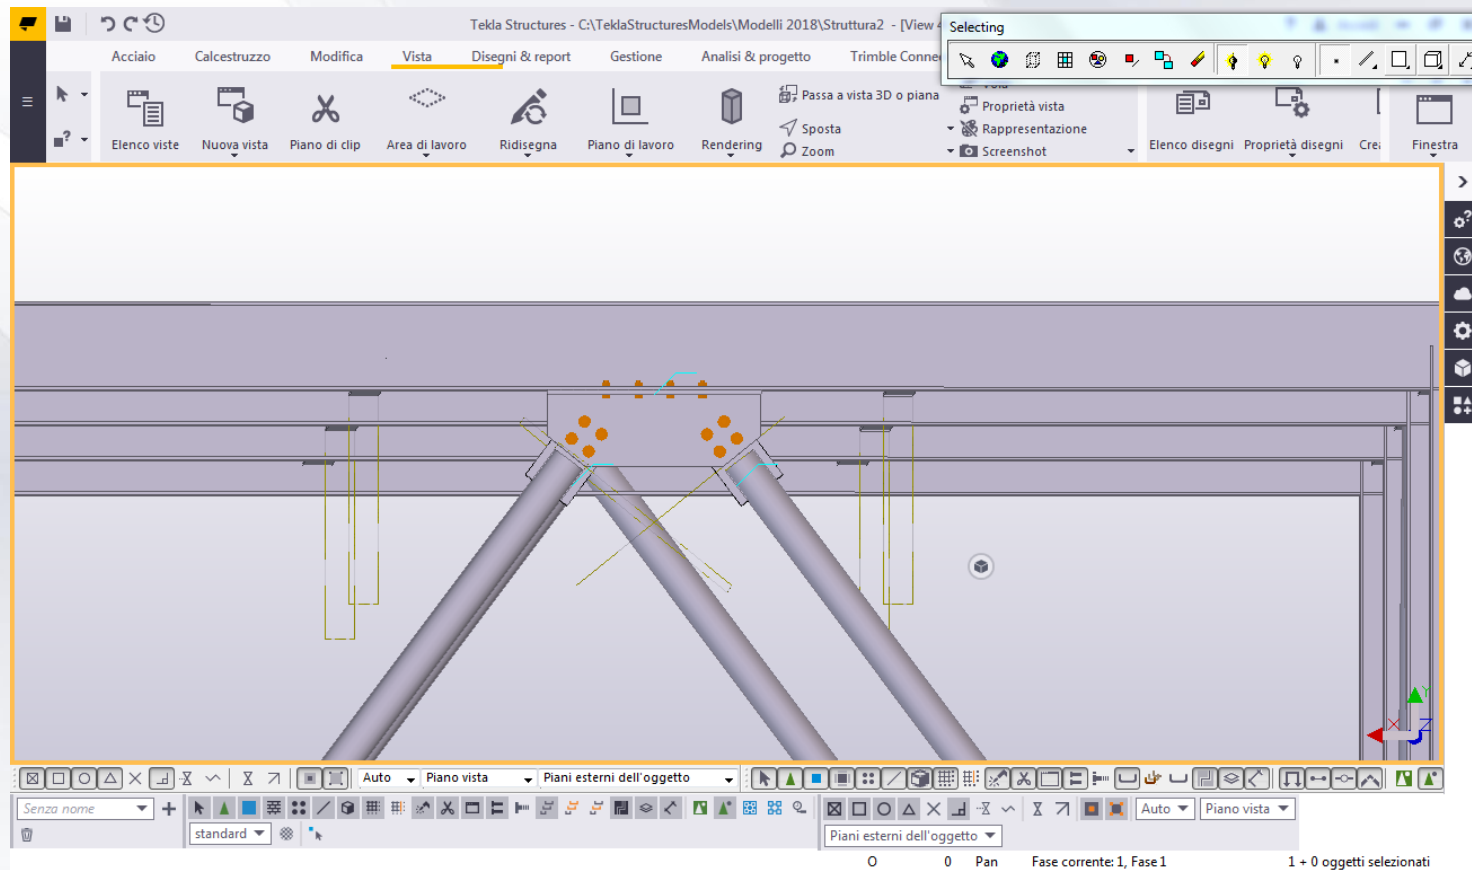 Tekla Structures - C:\TeklaStructuresModels\Modelli 2018\Struttura2 - [View
Selecting
Acciaio Calcestruzzo Modifica Vista Disegni & report Gestione Analisi & progetto Trimble Conne
Passa a vista 3D o piana
Proprietà vista
Sposta
Rappresentazione
Zoom
Screenshot
Elenco viste Nuova vista Piano di clip Area di lavoro Ridisegna Piano di lavoro Rendering Elenco disegni Proprietà disegni Crea Finestra
Y
X
Z
Auto Piano vista Piani esterni dell'oggetto
Senza nome Auto Piano vista
standard Piani esterni dell'oggetto
O 0 Pan Fase corrente: 1, Fase 1 1 + 0 oggetti selezionati